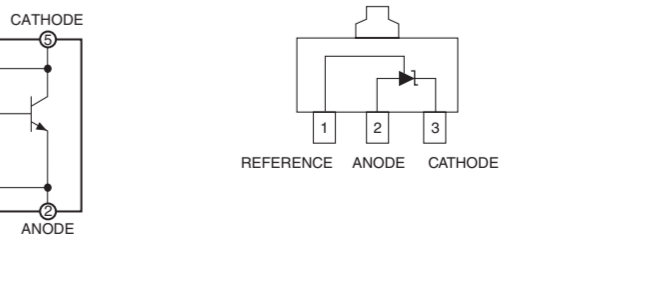 CATHODE
5
2
ANODE
1 2 3
REFERENCE ANODE CATHODE